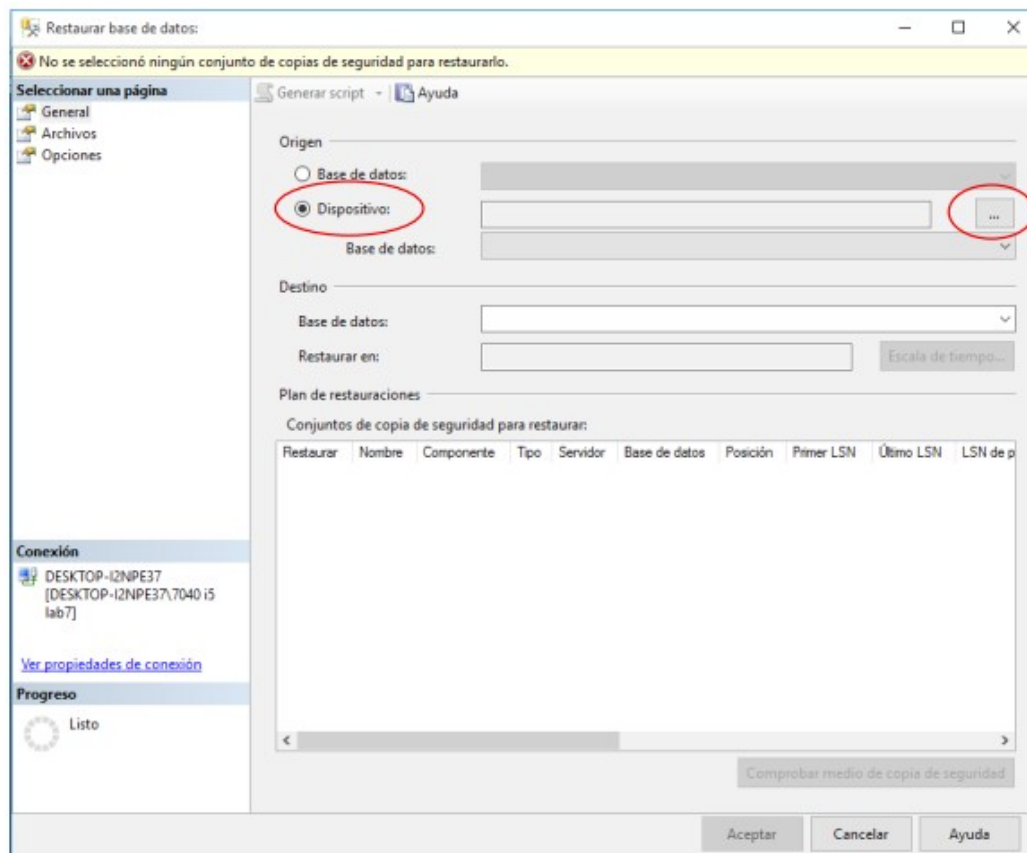 Restaurar base de datos:
No se seleccionó ningún conjunto de copias de seguridad para restaurarlo.
Seleccionar una página
General
Archivos
Opciones
Generar script
Ayuda
Origen
Base de datos:
Dispositivo:
...
Base de datos:
Destino
Base de datos:
Restaurar en:
Escala de tiempo...
Plan de restauraciones
Conjuntos de copia de seguridad para restaurar:
Restaurar Nombre Componente Tipo Servidor Base de datos Posición Primer LSN Último LSN LSN de p
Conexión
DESKTOP-I2NPE37
[DESKTOP-I2NPE37\7040 i5
lab7]
Ver propiedades de conexión
Progreso
Listo
Comprobar medio de copia de seguridad
Aceptar Cancelar Ayuda